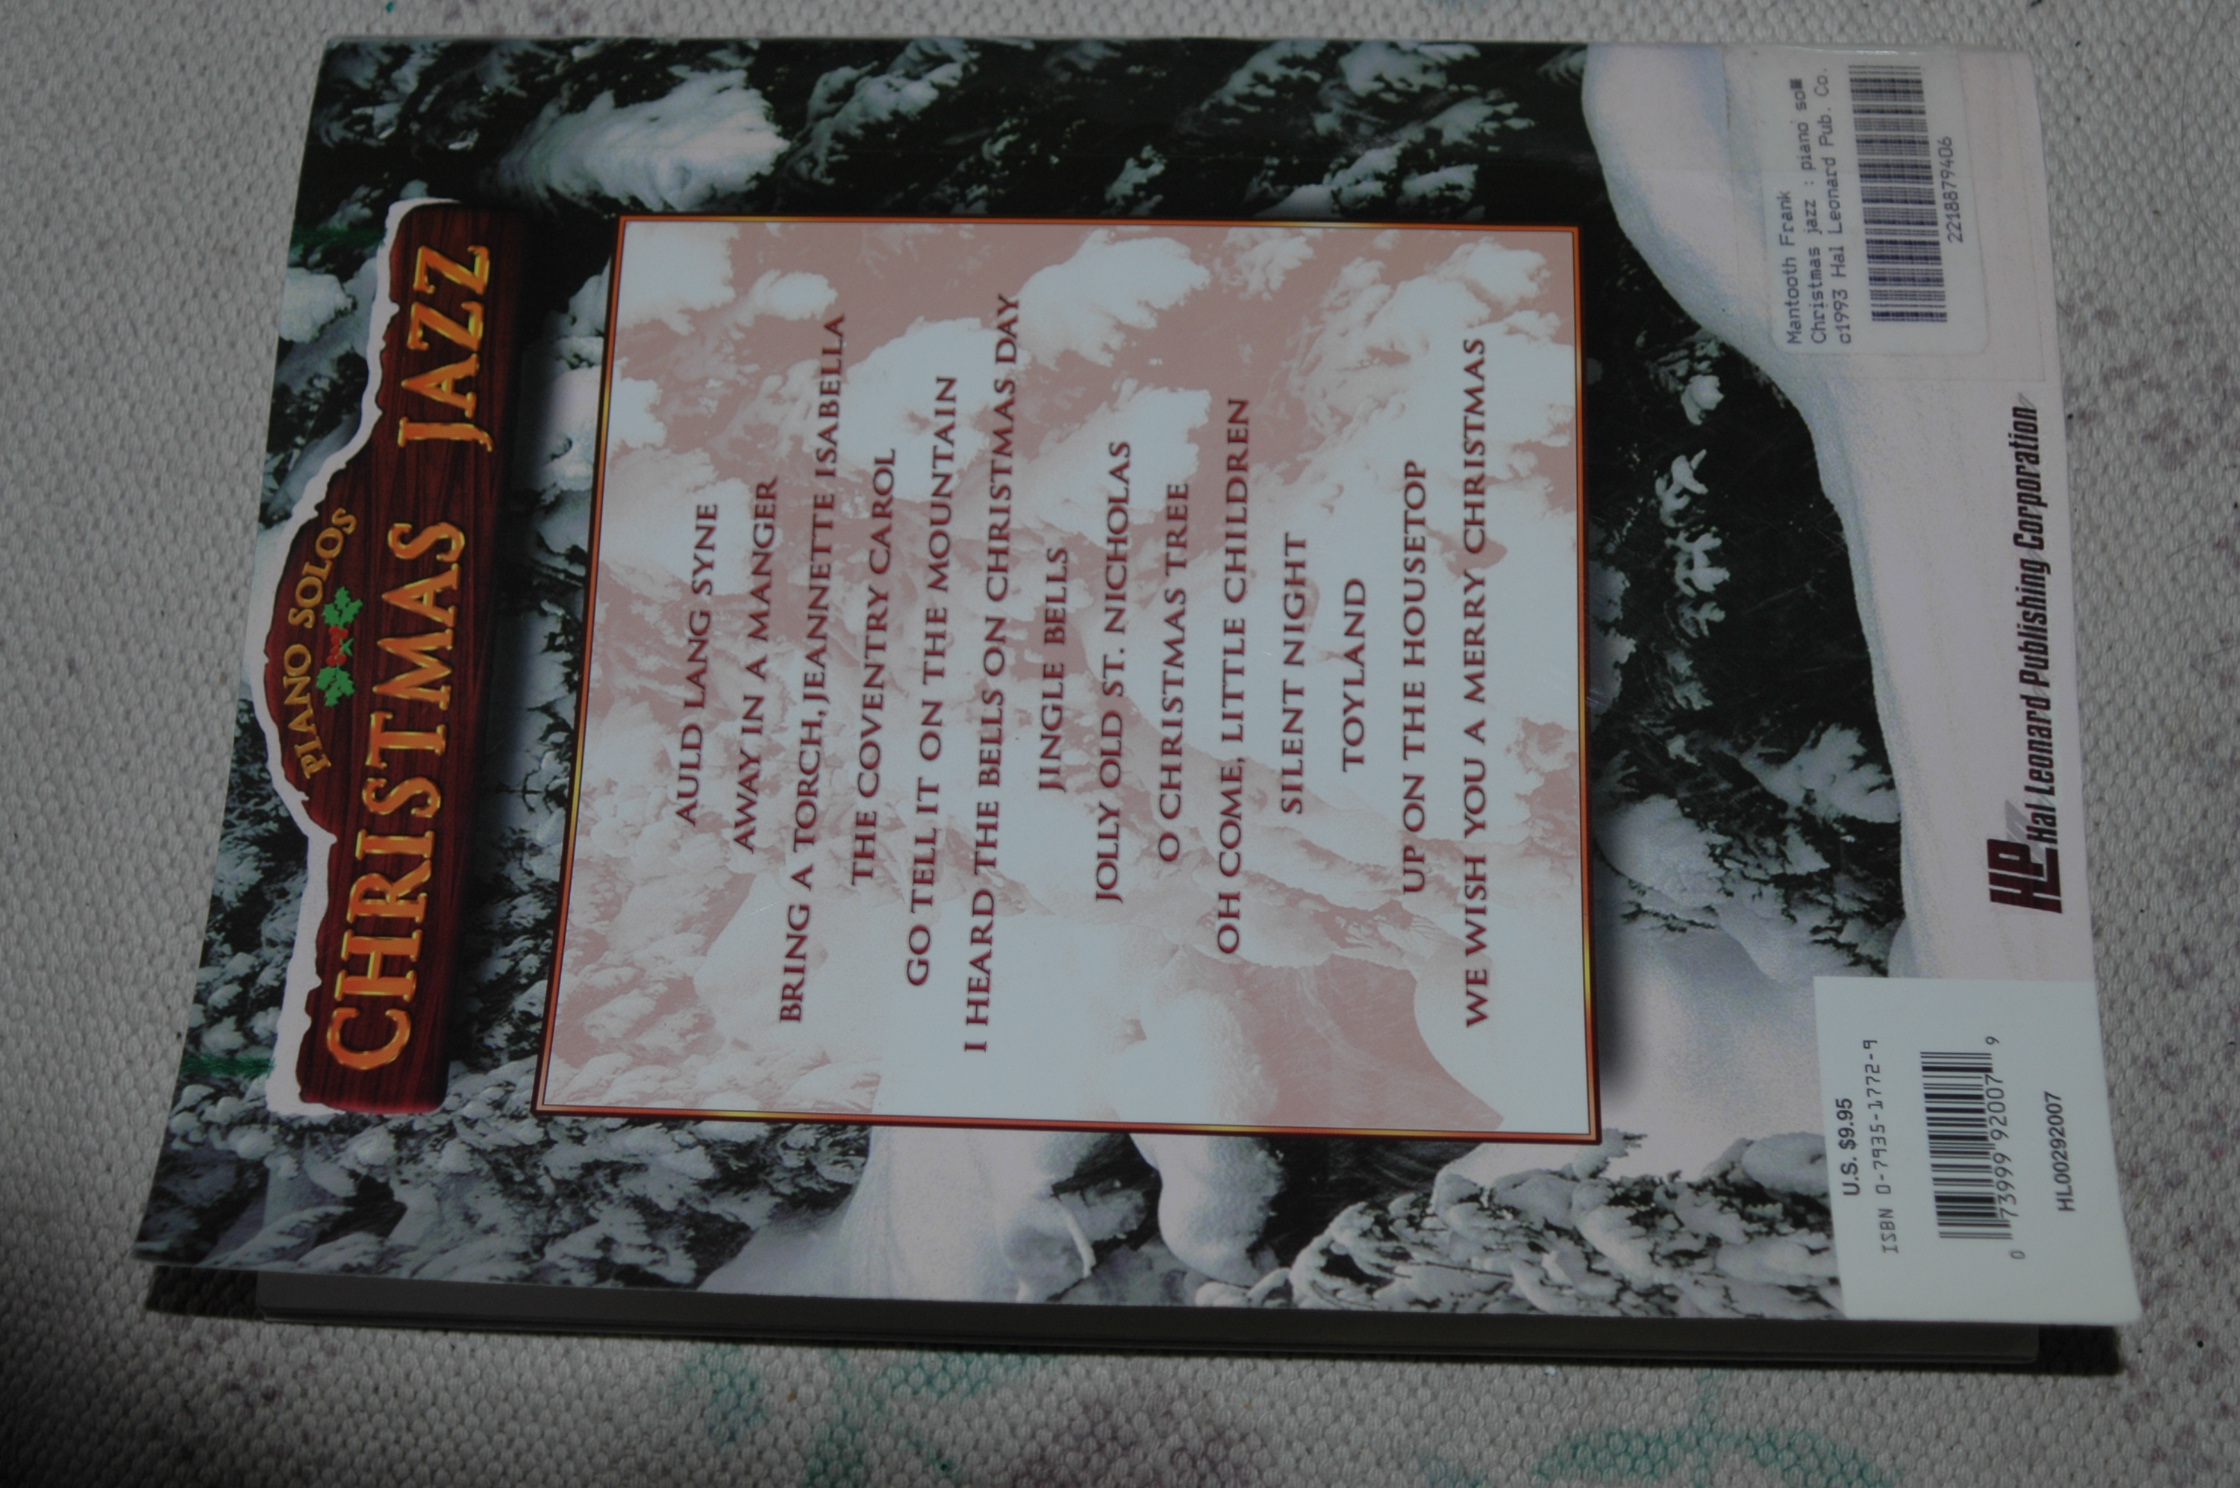 PIANO SOLOS
CHRISTMAS JAZZ
AULD LANG SYNE
AWAY IN A MANGER
BRING A TORCH, JEANNETTE ISABELLA
THE COVENTRY CAROL
GO TELL IT ON THE MOUNTAIN
I HEARD THE BELLS ON CHRISTMAS DAY
JINGLE BELLS
JOLLY OLD ST. NICHOLAS
O CHRISTMAS TREE
OH COME, LITTLE CHILDREN
SILENT NIGHT
TOYLAND
UP ON THE HOUSETOP
WE WISH YOU A MERRY CHRISTMAS
U.S. $9.95
ISBN 0-7935-1772-9
0 73999 92007 9
HL00292007
HLP Hal Leonard Publishing Corporation
Mantooth Frank
Christmas jazz : piano so
c1993 Hal Leonard Pub. Co.
2218879406